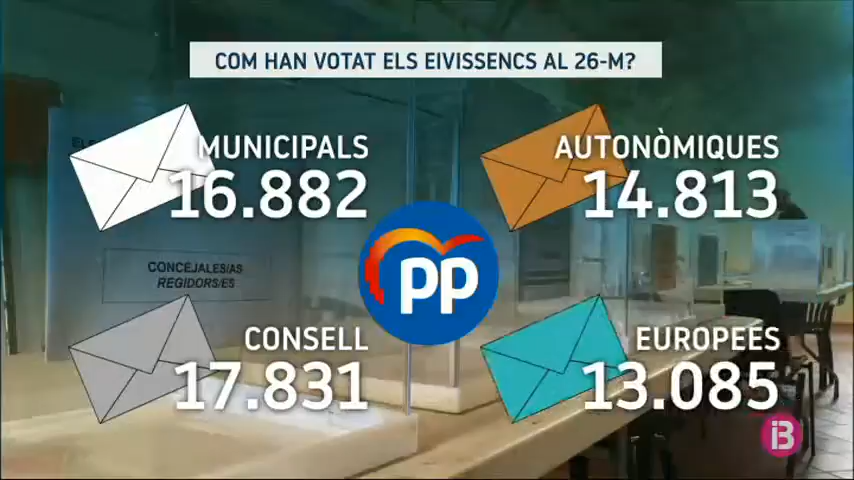 COM HAN VOTAT ELS EIVISSENCS AL 26-M?
MUNICIPALS
16.882
AUTONÒMIQUES
14.813
CONCEJALES/AS
REGIDORS/ES
pp
CONSELL
17.831
EUROPEES
13.085
iB